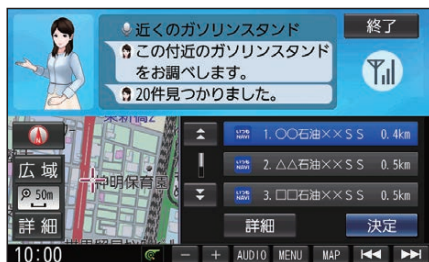 近くのガソリンスタンド
終了
この付近のガソリンスタンド
をお調べします。
20件見つかりました。
広域
50m
詳細
神明保育園
1. ○○石油××SS 0.4km
2. △△石油××SS 0.5km
3. □□石油××SS 0.5km
詳細
決定
10:00
− + AUDIO MENU MAP